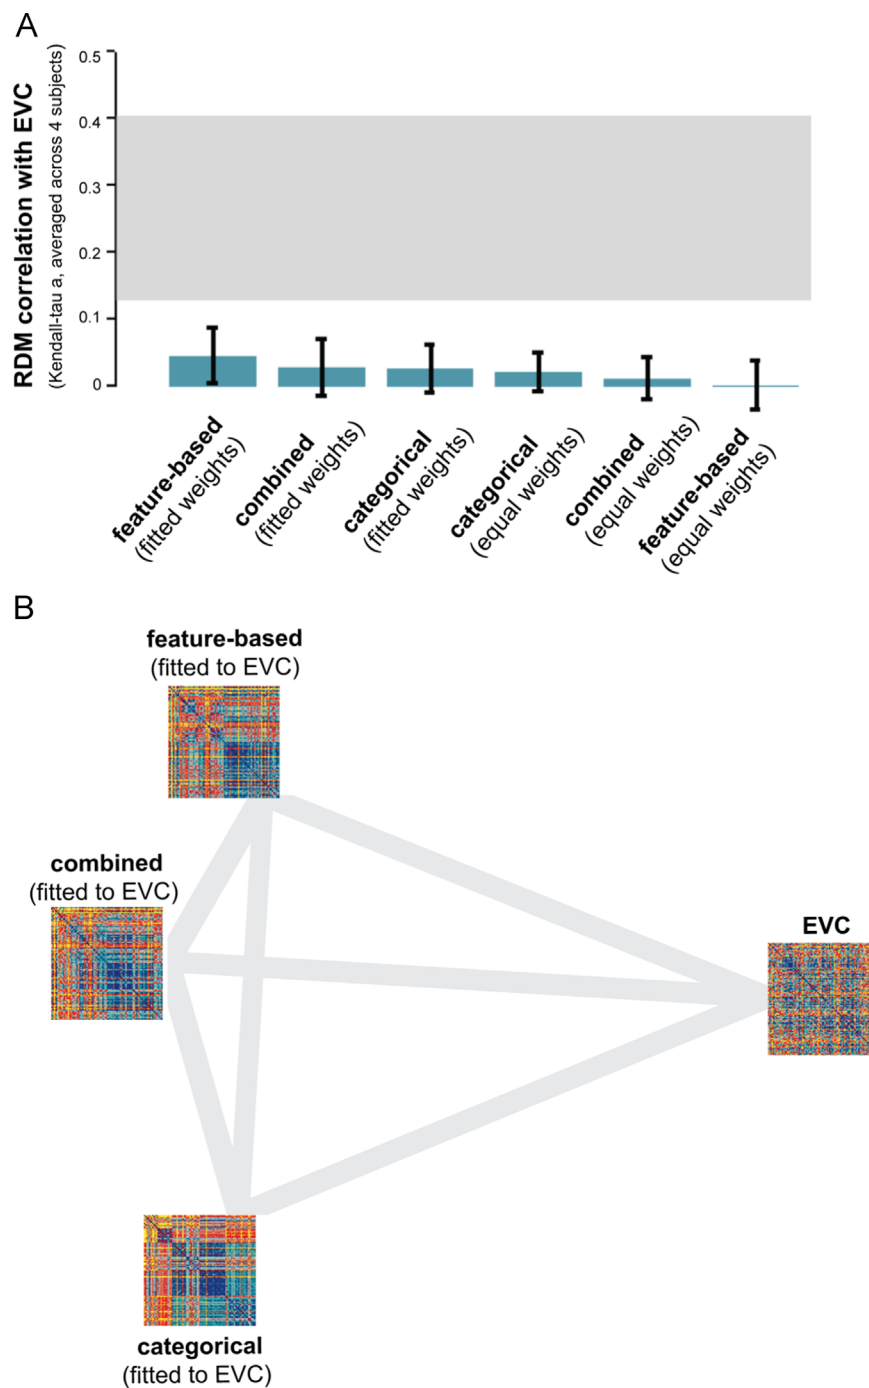 A
RDM correlation with EVC
(Kendall-tau a, averaged across 4 subjects)
0.5
0.4
0.3
0.2
0.1
0
feature-based
(fitted weights)
combined
(fitted weights)
categorical
(fitted weights)
categorical
(equal weights)
combined
(equal weights)
feature-based
(equal weights)
B
feature-based
(fitted to EVC)
combined
(fitted to EVC)
EVC
categorical
(fitted to EVC)